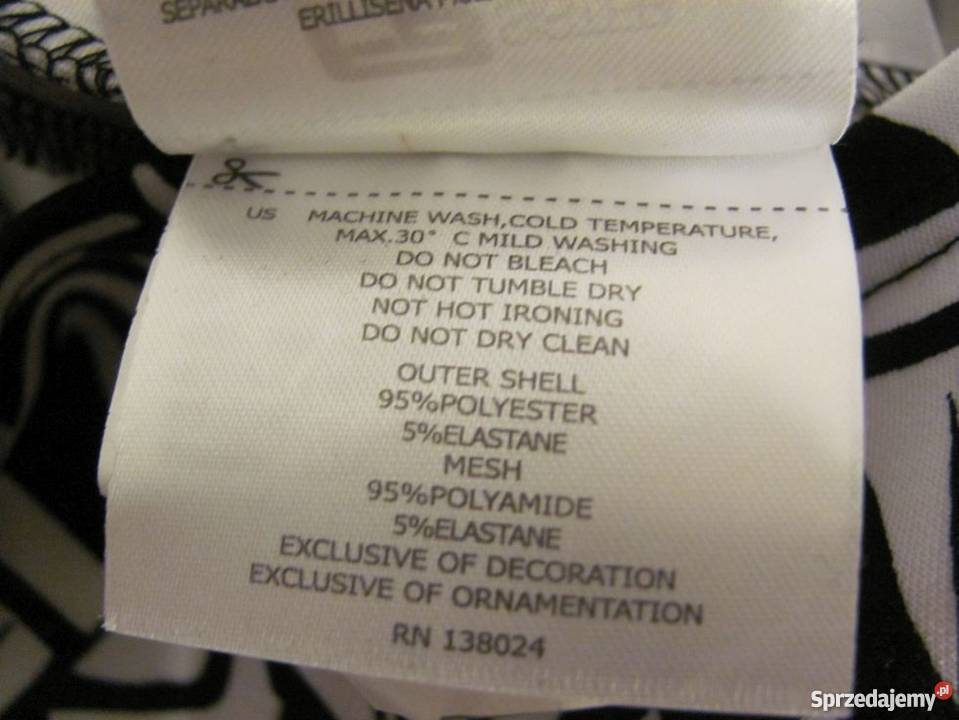 ERILLISENÄ
US MACHINE WASH,COLD TEMPERATURE,
MAX.30° C MILD WASHING
DO NOT BLEACH
DO NOT TUMBLE DRY
NOT HOT IRONING
DO NOT DRY CLEAN
OUTER SHELL
95%POLYESTER
5%ELASTANE
MESH
95%POLYAMIDE
5%ELASTANE
EXCLUSIVE OF DECORATION
EXCLUSIVE OF ORNAMENTATION
RN 138024
Sprzedajemy.pl